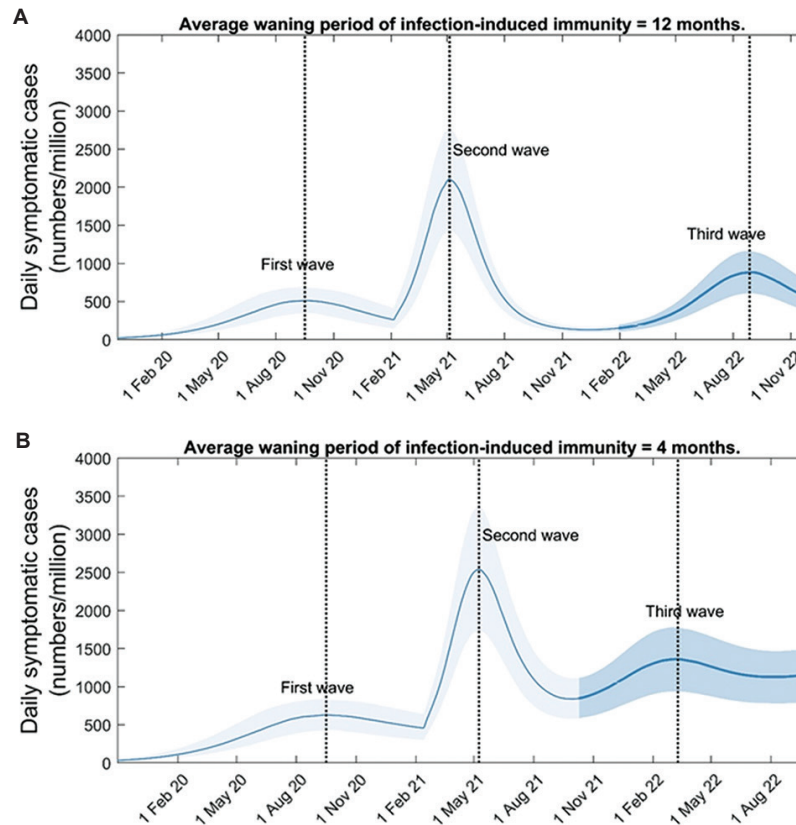 A
Average waning period of infection-induced immunity = 12 months.
Daily symptomatic cases
(numbers/million)
4000
3500
3000
2500
2000
1500
1000
500
0
First wave
Second wave
Third wave
1 Feb 20
1 May 20
1 Aug 20
1 Nov 20
1 Feb 21
1 May 21
1 Aug 21
1 Nov 21
1 Feb 22
1 May 22
1 Aug 22
1 Nov 22
B
Average waning period of infection-induced immunity = 4 months.
Daily symptomatic cases
(numbers/million)
4000
3500
3000
2500
2000
1500
1000
500
0
First wave
Second wave
Third wave
1 Feb 20
1 May 20
1 Aug 20
1 Nov 20
1 Feb 21
1 May 21
1 Aug 21
1 Nov 21
1 Feb 22
1 May 22
1 Aug 22